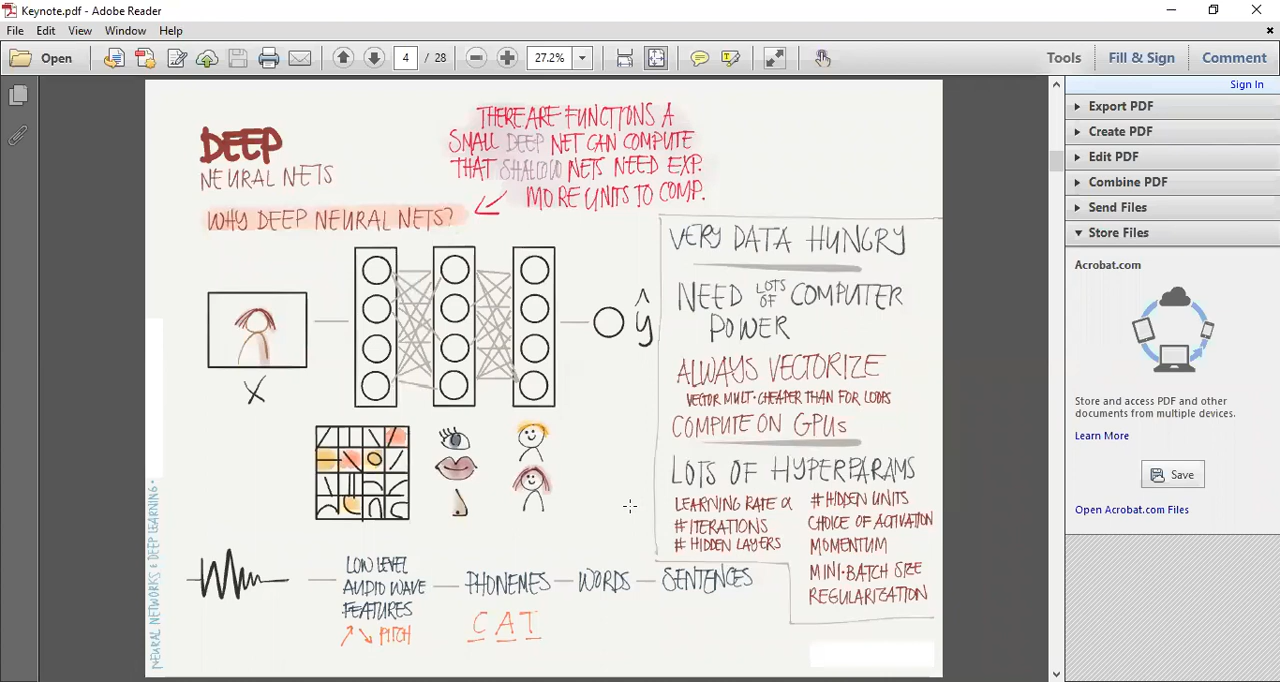 Keynote.pdf - Adobe Reader
File Edit View Window Help
Open
4 / 28
27.2%
Tools Fill & Sign Comment
Sign In
Export PDF
Create PDF
Edit PDF
Combine PDF
Send Files
Store Files
Acrobat.com
Store and access PDF and other
documents from multiple devices.
Learn More
Save
Open Acrobat.com Files
DEEP
NEURAL NETS
THERE ARE FUNCTIONS A
SMALL DEEP NET CAN COMPUTE
THAT SHALLOW NETS NEED EXP.
MORE UNITS TO COMP.
WHY DEEP NEURAL NETS?
X
ŷ
VERY DATA HUNGRY
NEED LOTS OF COMPUTER
POWER
ALWAYS VECTORIZE
VECTOR MULT. CHEAPER THAN FOR LOOPS
COMPUTE ON GPUs
LOTS OF HYPERPARAMS
LEARNING RATE α
# ITERATIONS
# HIDDEN LAYERS
# HIDDEN UNITS
CHOICE OF ACTIVATION
MOMENTUM
MINI-BATCH SIZE
REGULARIZATION
LOW LEVEL
AUDIO WAVE
FEATURES
↗↘ PITCH
PHONEMES — WORDS — SENTENCES
C A T
NEURAL NETWORKS & DEEP LEARNING